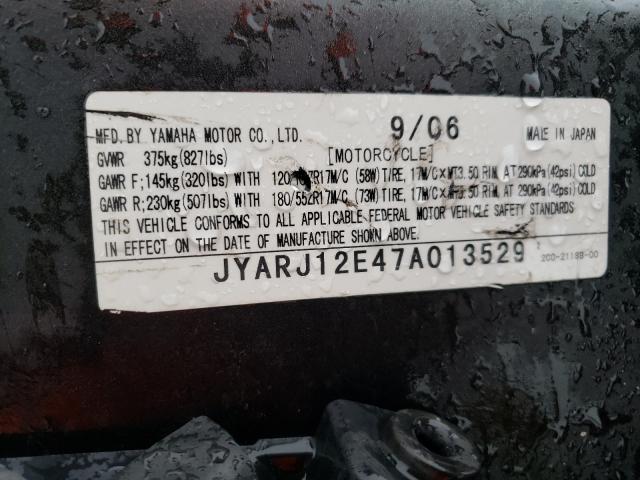 MFD. BY YAMAHA MOTOR CO., LTD. 9/06 MADE IN JAPAN
GVWR 375kg(827lbs) [MOTORCYCLE]
GAWR F; 145kg(320lbs) WITH (58W) TIRE, 17M/C× 3.50 RIM, AT 290kPa(42psi) COLD
GAWR R; 230kg(507lbs) WITH 180/55ZR17M/C (73W) TIRE, 17M/C× RIM, AT 290kPa(42psi) COLD
THIS VEHICLE CONFORMS TO ALL APPLICABLE FEDERAL MOTOR VEHICLE SAFETY STANDARDS
IN EFFECT ON THE DATE OF MANUFACTURE SHOWN ABOVE.
JYARJ12E47A013529 2C0-2118B-00